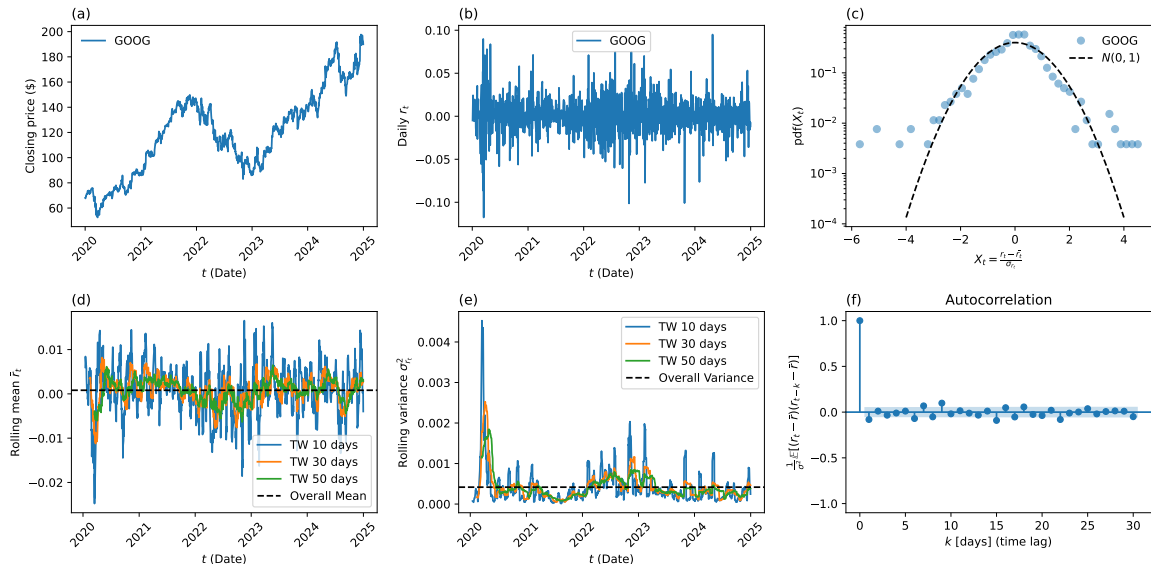 (a)
GOOG
Closing price ($)
200
180
160
140
120
100
80
60
2020
2021
2022
2023
2024
2025
t (Date)
(b)
GOOG
Daily r_t
0.10
0.05
0.00
−0.05
−0.10
2020
2021
2022
2023
2024
2025
t (Date)
(c)
GOOG
N(0, 1)
pdf(X_t)
10⁻¹
10⁻²
10⁻³
10⁻⁴
−6
−4
−2
0
2
4
X_t = (r_t − r̄_t)/σ_{r_t}
(d)
Rolling mean r̄_t
0.01
0.00
−0.01
−0.02
TW 10 days
TW 30 days
TW 50 days
Overall Mean
2020
2021
2022
2023
2024
2025
t (Date)
(e)
Rolling variance σ²_{r_t}
0.004
0.003
0.002
0.001
0.000
TW 10 days
TW 30 days
TW 50 days
Overall Variance
2020
2021
2022
2023
2024
2025
t (Date)
(f)
Autocorrelation
1/σ² 𝔼[(r_t − r̄)(r_{t−k} − r̄)]
1.0
0.5
0.0
−0.5
−1.0
0
5
10
15
20
25
30
k [days] (time lag)